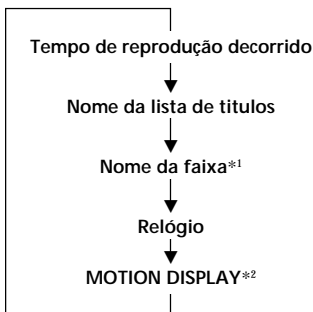 Tempo de reprodução decorrido
Nome da lista de titulos
Nome da faixa*1
Relógio
MOTION DISPLAY*2